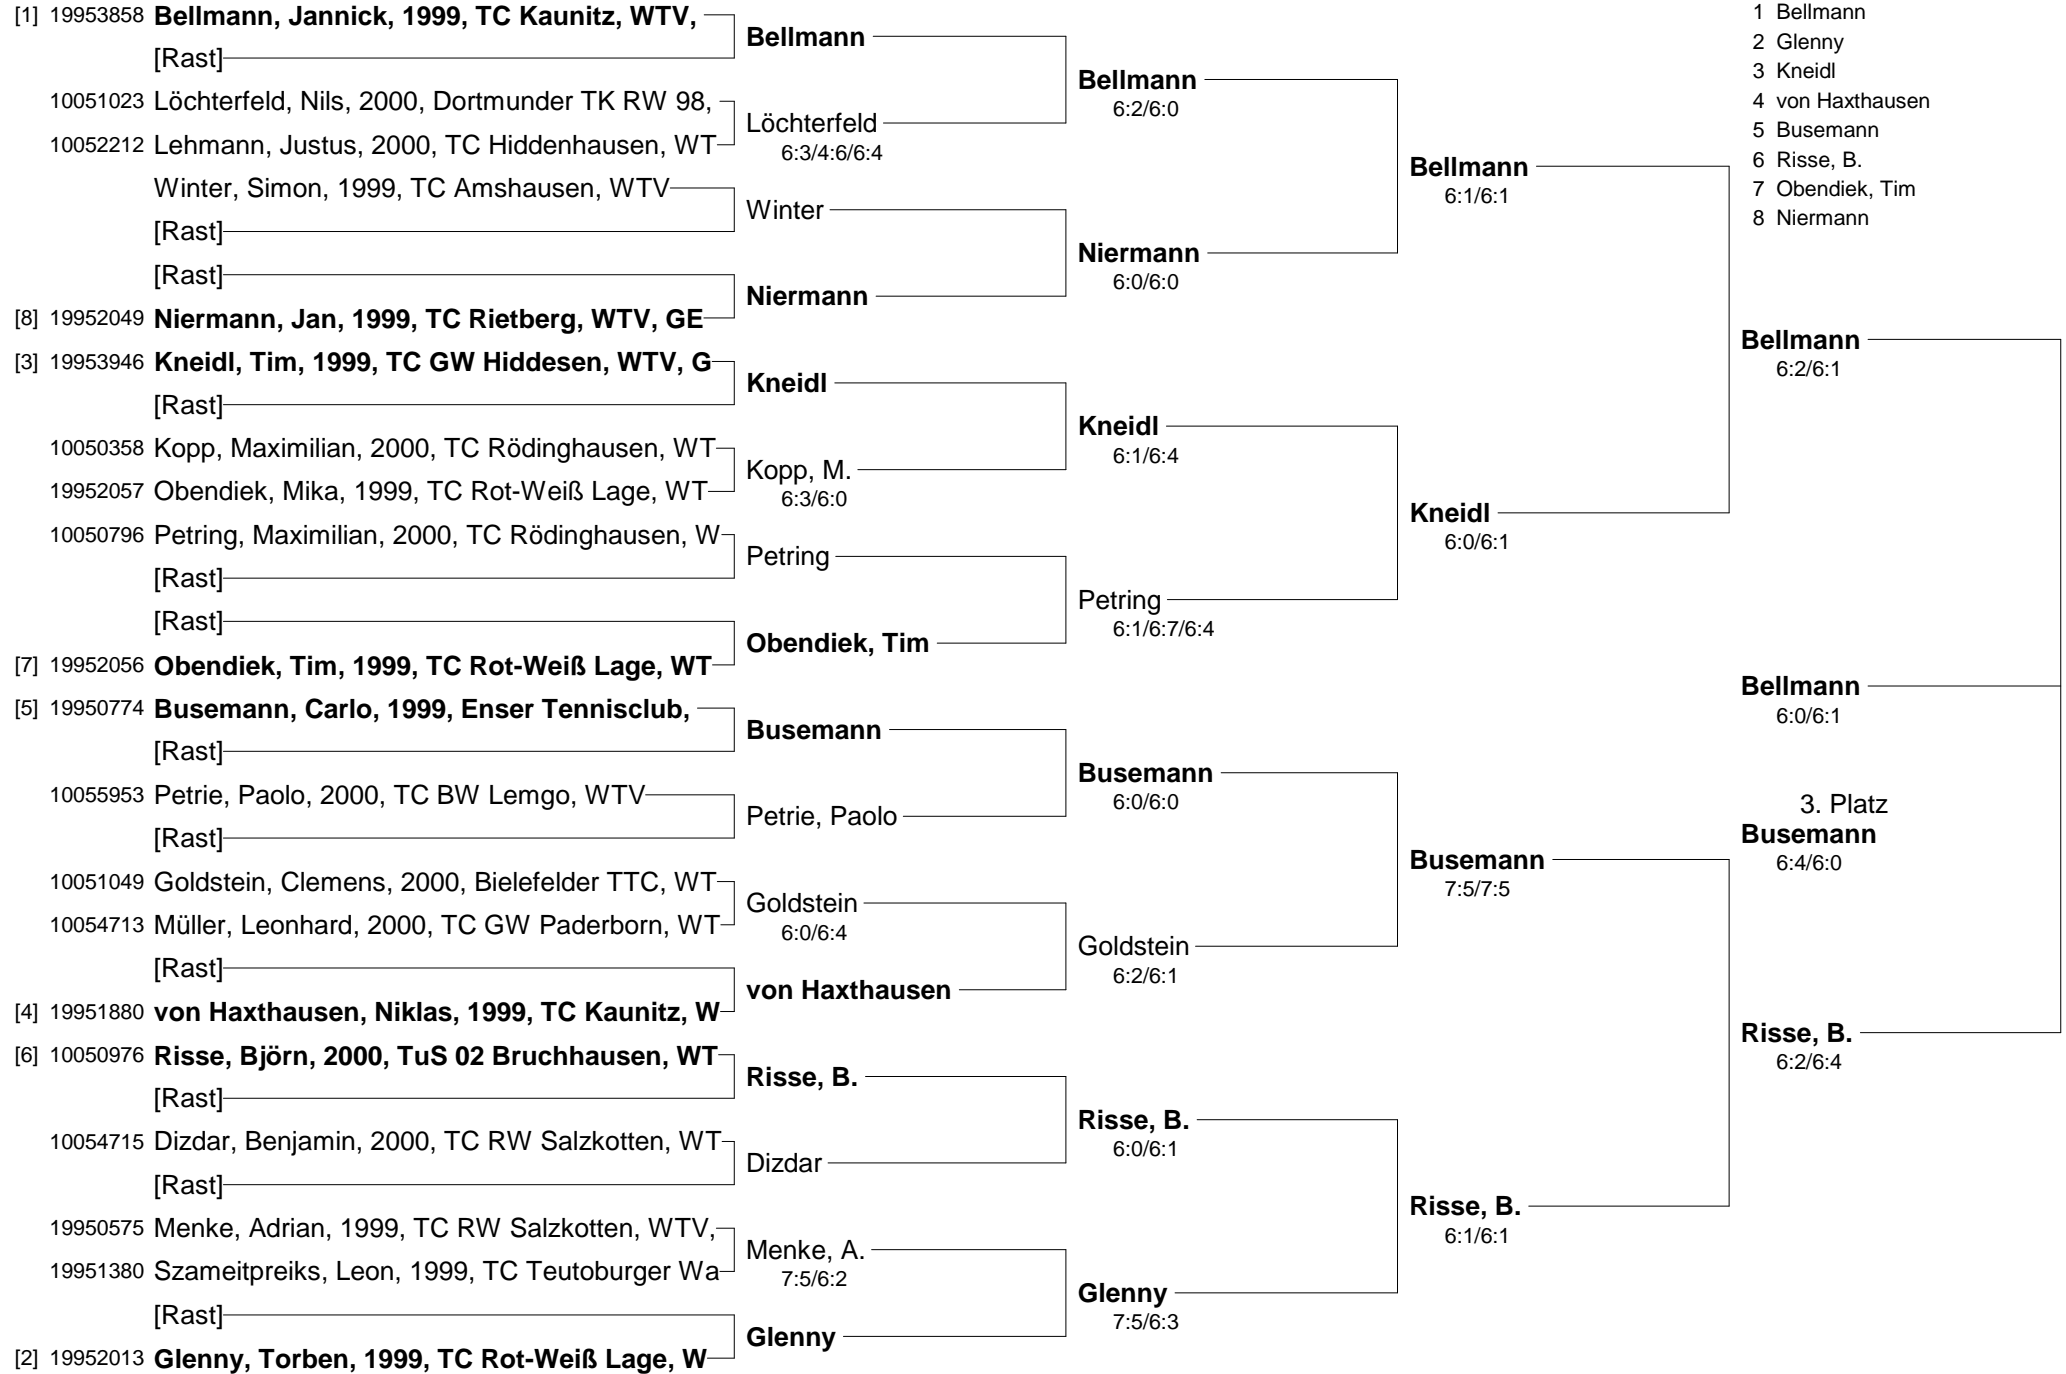 [1] 19953858 Bellmann, Jannick, 1999, TC Kaunitz, WTV,
[Rast]
10051023 Löchterfeld, Nils, 2000, Dortmunder TK RW 98,
10052212 Lehmann, Justus, 2000, TC Hiddenhausen, WT
Winter, Simon, 1999, TC Amshausen, WTV
[Rast]
[Rast]
[8] 19952049 Niermann, Jan, 1999, TC Rietberg, WTV, GE
[3] 19953946 Kneidl, Tim, 1999, TC GW Hiddesen, WTV, G
[Rast]
10050358 Kopp, Maximilian, 2000, TC Rödinghausen, WT
19952057 Obendiek, Mika, 1999, TC Rot-Weiß Lage, WT
10050796 Petring, Maximilian, 2000, TC Rödinghausen, W
[Rast]
[Rast]
[7] 19952056 Obendiek, Tim, 1999, TC Rot-Weiß Lage, WT
[5] 19950774 Busemann, Carlo, 1999, Enser Tennisclub,
[Rast]
10055953 Petrie, Paolo, 2000, TC BW Lemgo, WTV
[Rast]
10051049 Goldstein, Clemens, 2000, Bielefelder TTC, WT
10054713 Müller, Leonhard, 2000, TC GW Paderborn, WT
[Rast]
[4] 19951880 von Haxthausen, Niklas, 1999, TC Kaunitz, W
[6] 10050976 Risse, Björn, 2000, TuS 02 Bruchhausen, WT
[Rast]
10054715 Dizdar, Benjamin, 2000, TC RW Salzkotten, WT
[Rast]
19950575 Menke, Adrian, 1999, TC RW Salzkotten, WTV,
19951380 Szameitpreiks, Leon, 1999, TC Teutoburger Wa
[Rast]
[2] 19952013 Glenny, Torben, 1999, TC Rot-Weiß Lage, W
Bellmann
Löchterfeld
6:3/4:6/6:4
Winter
Niermann
Kneidl
Kopp, M.
6:3/6:0
Petring
Obendiek, Tim
Busemann
Petrie, Paolo
Goldstein
6:0/6:4
von Haxthausen
Risse, B.
Dizdar
Menke, A.
7:5/6:2
Glenny
Bellmann
6:2/6:0
Niermann
6:0/6:0
Kneidl
6:1/6:4
Petring
6:1/6:7/6:4
Busemann
6:0/6:0
Goldstein
6:2/6:1
Risse, B.
6:0/6:1
Glenny
7:5/6:3
Bellmann
6:1/6:1
Kneidl
6:0/6:1
Busemann
7:5/7:5
Risse, B.
6:1/6:1
1 Bellmann
2 Glenny
3 Kneidl
4 von Haxthausen
5 Busemann
6 Risse, B.
7 Obendiek, Tim
8 Niermann
Bellmann
6:2/6:1
Bellmann
6:0/6:1
3. Platz
Busemann
6:4/6:0
Risse, B.
6:2/6:4